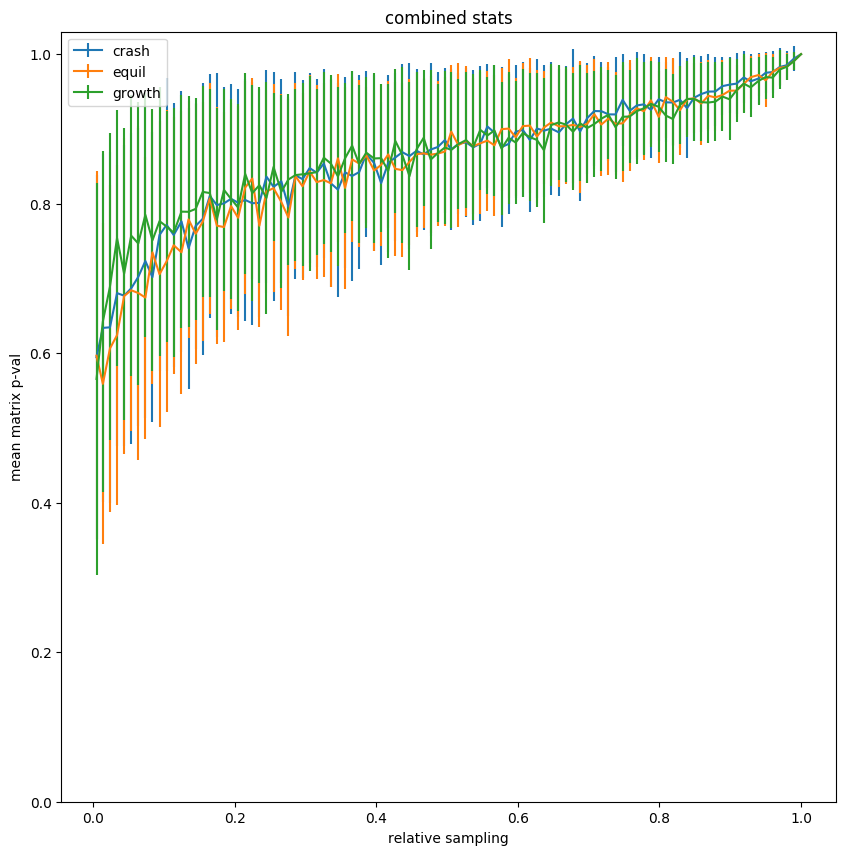 combined stats
crash
equil
growth
mean matrix p-val
1.0
0.8
0.6
0.4
0.2
0.0
0.0 0.2 0.4 0.6 0.8 1.0
relative sampling